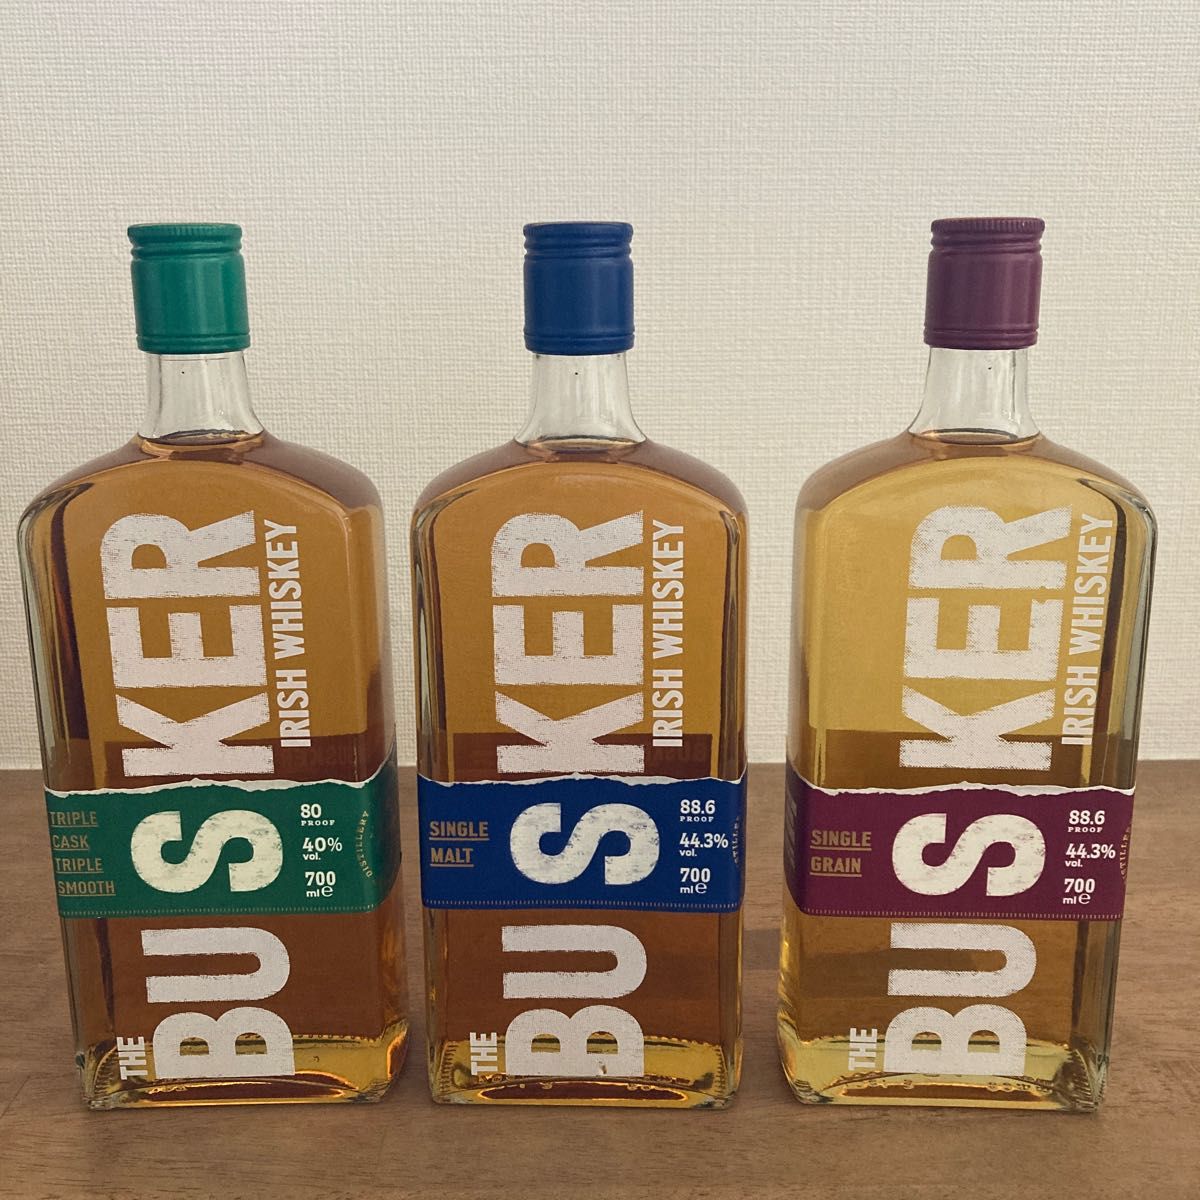 THE BUSKER
IRISH WHISKEY
TRIPLE
CASK
TRIPLE
SMOOTH
80
PROOF
40%
vol.
700
ml e
DISTILLERY
THE BUSKER
IRISH WHISKEY
SINGLE
MALT
88.6
PROOF
44.3%
vol.
700
ml e
THE BUSKER
IRISH WHISKEY
SINGLE
GRAIN
88.6
PROOF
44.3%
vol.
700
ml e